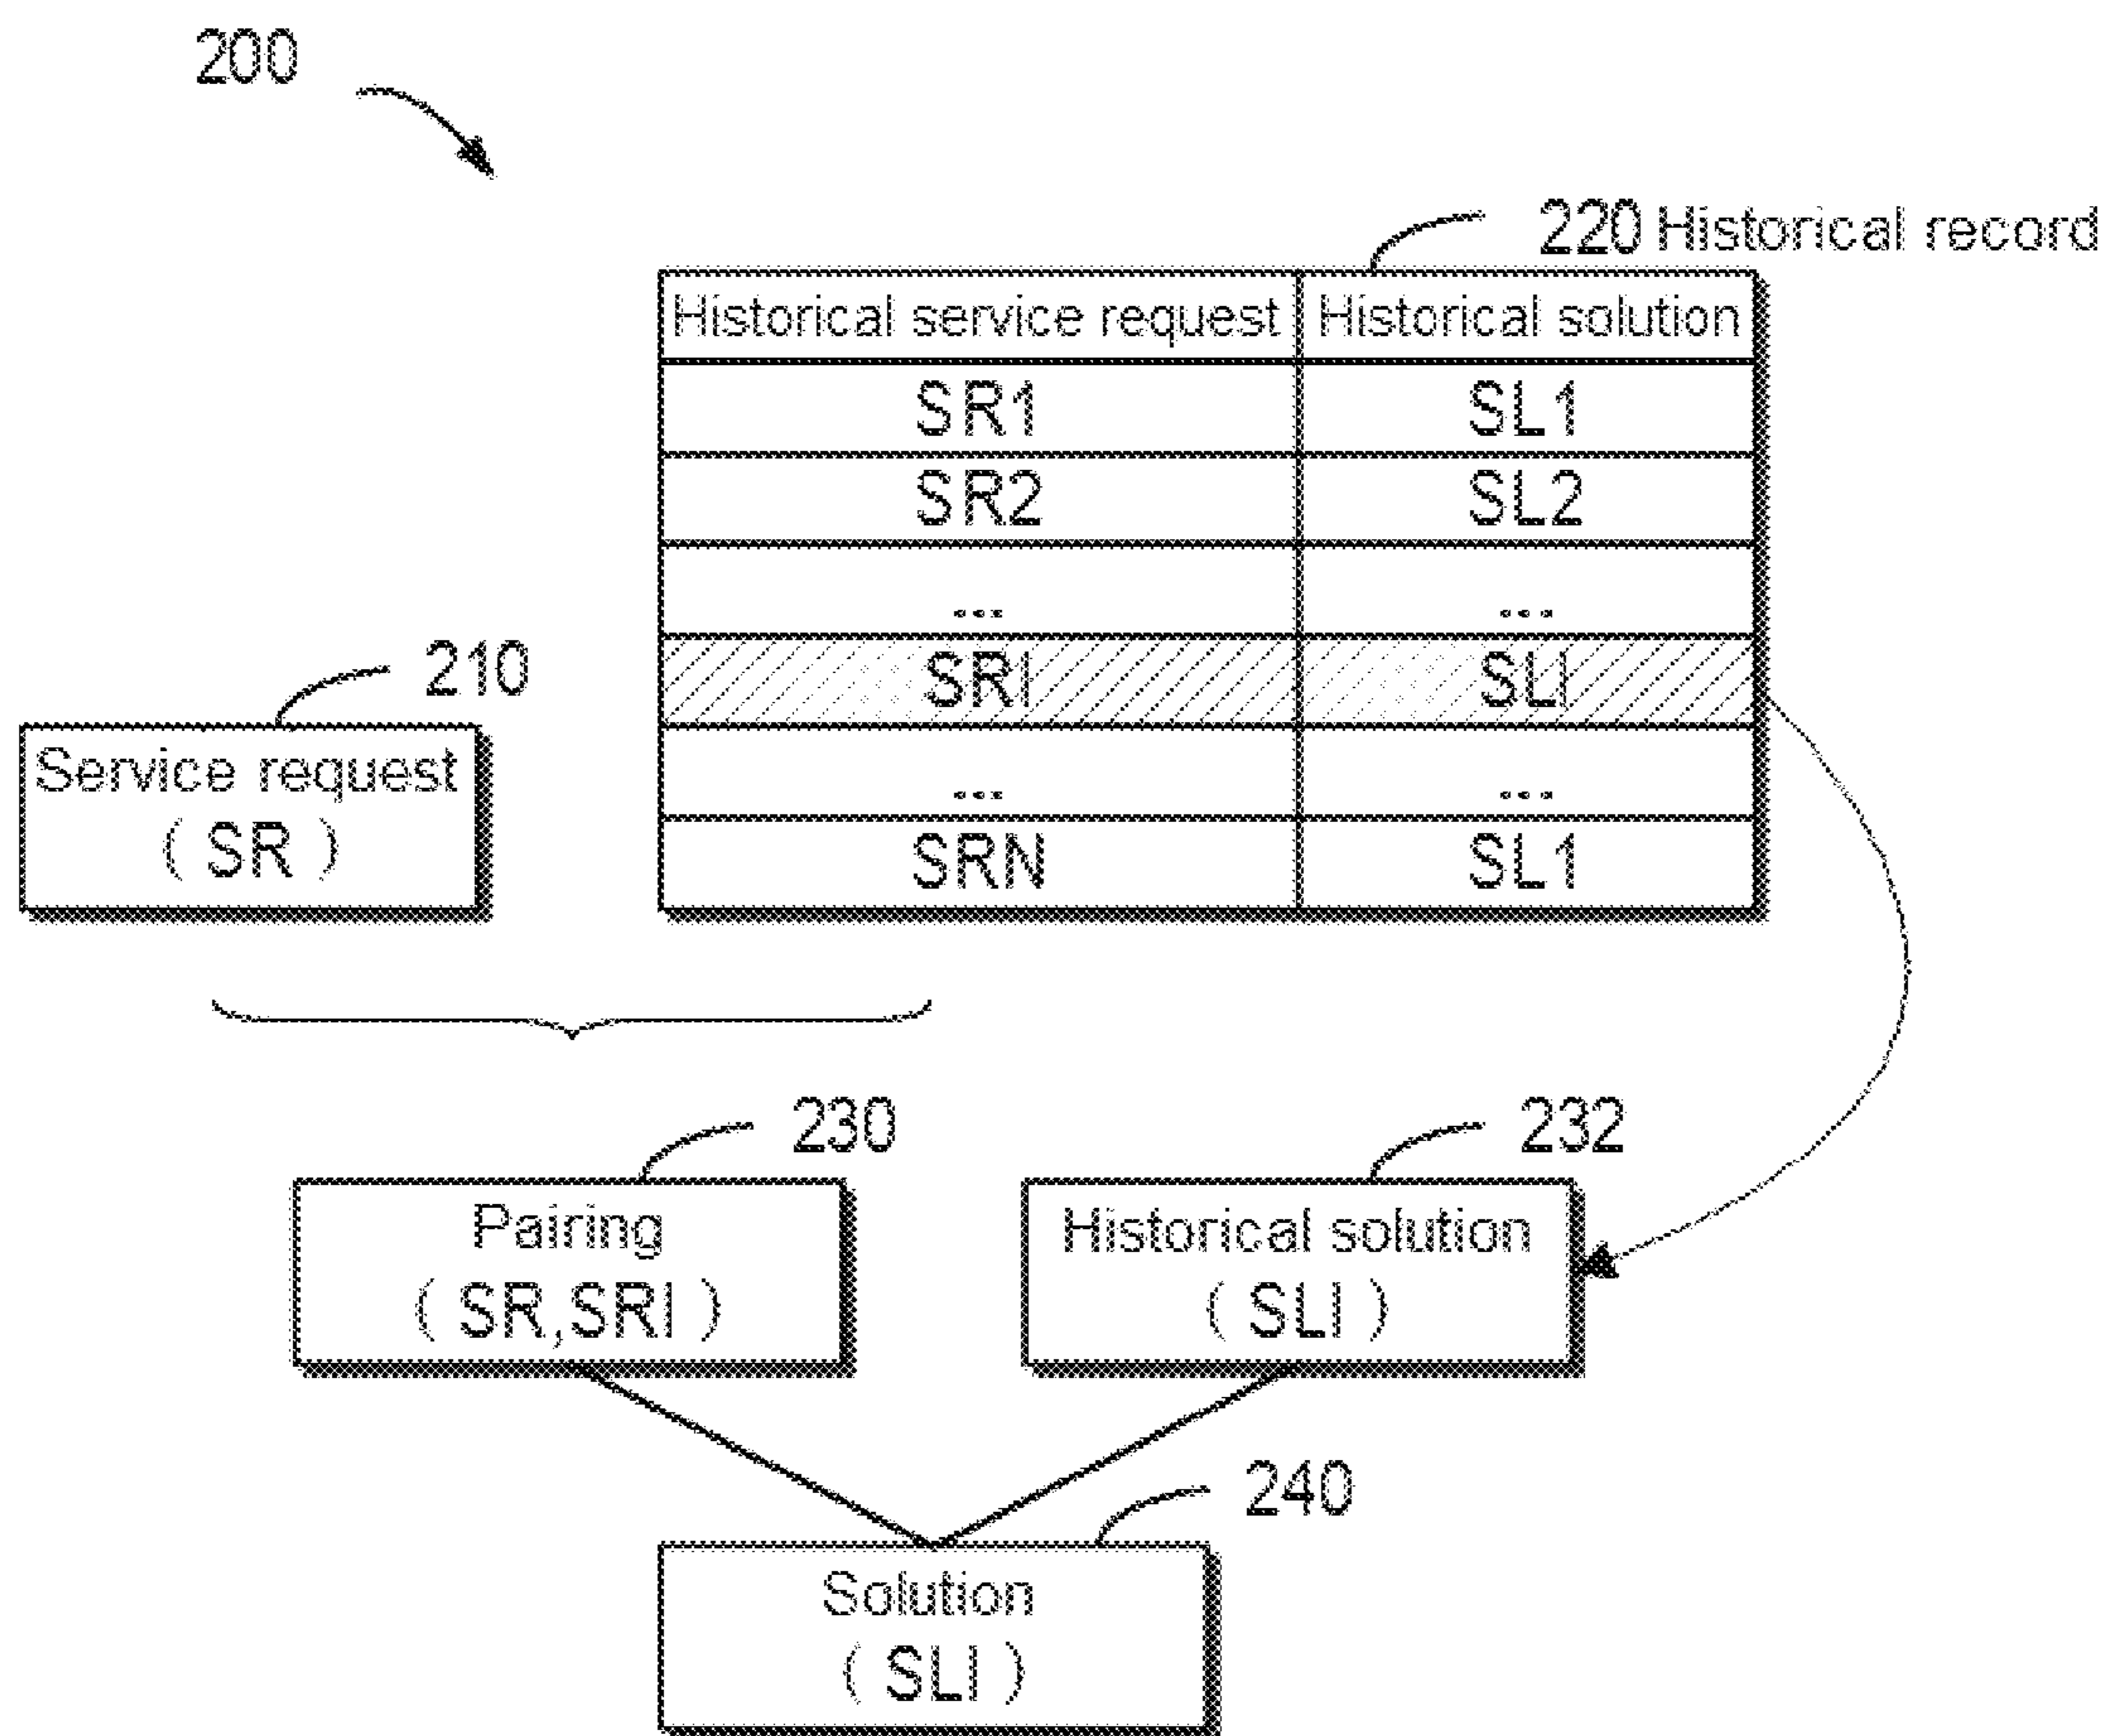 200
220 Historical record
Historical service request Historical solution
SR1 SL1
SR2 SL2
... ...
SRI SLI
... ...
SRN SL1
210
Service request
( SR )
230
Pairing
( SR,SRI )
232
Historical solution
( SLI )
240
Solution
( SLI )